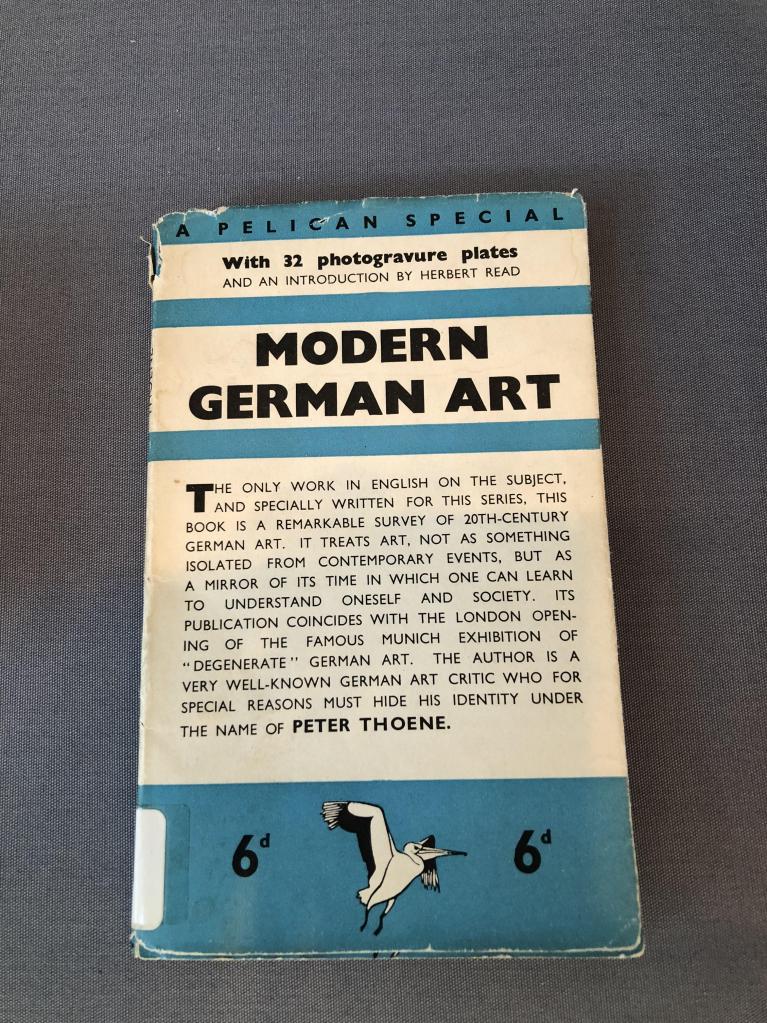 A PELICAN SPECIAL
With 32 photogravure plates
AND AN INTRODUCTION BY HERBERT READ
MODERN
GERMAN ART
THE ONLY WORK IN ENGLISH ON THE SUBJECT,
AND SPECIALLY WRITTEN FOR THIS SERIES, THIS
BOOK IS A REMARKABLE SURVEY OF 20TH-CENTURY
GERMAN ART. IT TREATS ART, NOT AS SOMETHING
ISOLATED FROM CONTEMPORARY EVENTS, BUT AS
A MIRROR OF ITS TIME IN WHICH ONE CAN LEARN
TO UNDERSTAND ONESELF AND SOCIETY. ITS
PUBLICATION COINCIDES WITH THE LONDON OPEN-
ING OF THE FAMOUS MUNICH EXHIBITION OF
"DEGENERATE" GERMAN ART. THE AUTHOR IS A
VERY WELL-KNOWN GERMAN ART CRITIC WHO FOR
SPECIAL REASONS MUST HIDE HIS IDENTITY UNDER
THE NAME OF PETER THOENE.
6d 6d